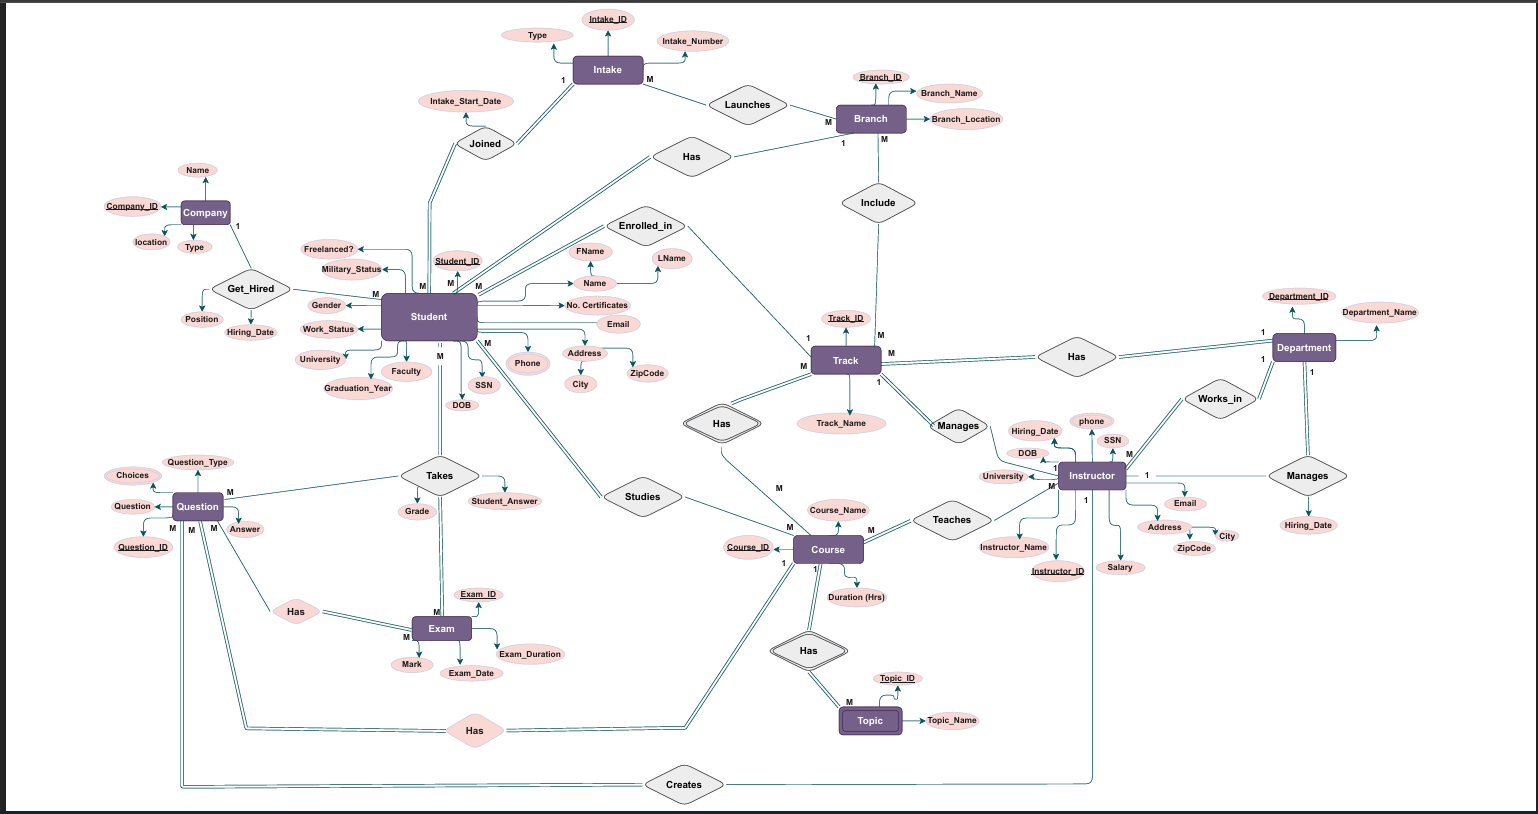 Intake_ID
Type
Intake_Number
Intake
1
M
Branch_ID
Branch_Name
Intake_Start_Date
Launches
M
Branch
Branch_Location
1
M
Joined
Has
Name
Company_ID
Company
1
Include
location
Type
Enrolled_in
Freelanced?
Student_ID
FName
LName
Military_Status
Get_Hired
M
M
M
M
Name
Position
Hiring_Date
Gender
No. Certificates
Student
Email
Work_Status
University
Faculty
Graduation_Year
M
DOB
SSN
M
Phone
Address
City
ZipCode
Track_ID
1
M
M
Track
M
1
Track_Name
Has
Department_ID
Department_Name
1
Department
1
1
Has
Manages
Works_in
Hiring_Date
phone
SSN
DOB
M
1
University
Instructor
M
1
1
Manages
Hiring_Date
Email
Address
City
ZipCode
Instructor_Name
Instructor_ID
Salary
Question_Type
Choices
M
Question
Question
Answer
M
M
M
Question_ID
Takes
Grade
Student_Answer
Studies
M
M
Course_Name
M
Teaches
Course_ID
Course
1
1
Duration (Hrs)
Has
Exam_ID
M
Exam
M
Mark
Exam_Date
Exam_Duration
Has
Topic_ID
M
Topic
Topic_Name
Has
Creates